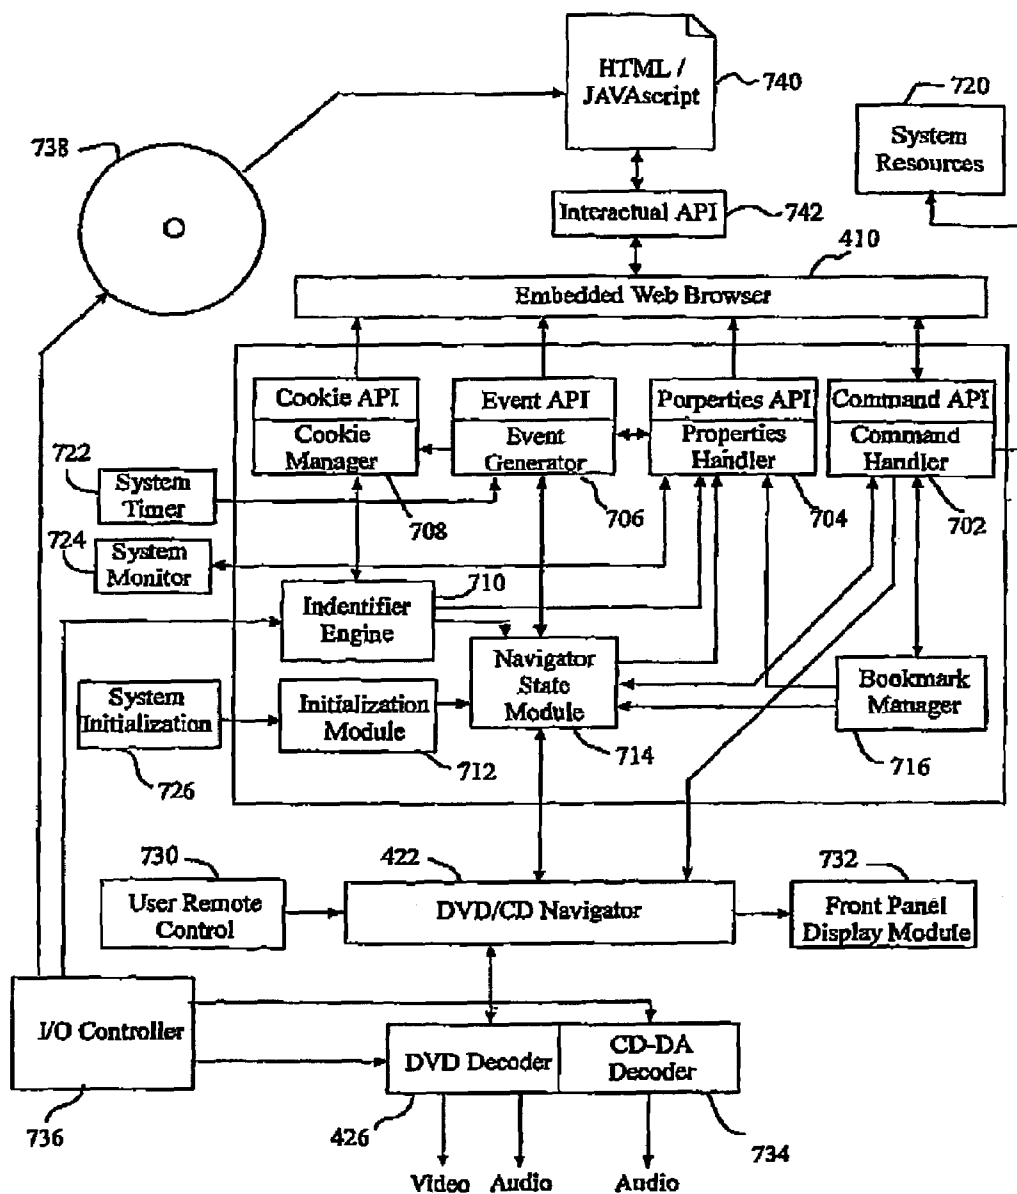 HTML /
JAVAscript
740
720
System
Resources
738
Interactual API
742
410
Embedded Web Browser
Cookie API
Event API
Porperties API
Command API
Cookie
Manager
Event
Generator
Properties
Handler
Command
Handler
722
System
Timer
708
706
704
702
724
System
Monitor
710
Indentifier
Engine
Navigator
State
Module
Bookmark
Manager
System
Initialization
Initialization
Module
726
712
714
716
730
422
732
User Remote
Control
DVD/CD Navigator
Front Panel
Display Module
I/O Controller
DVD Decoder
CD-DA
Decoder
736
426
734
Video
Audio
Audio